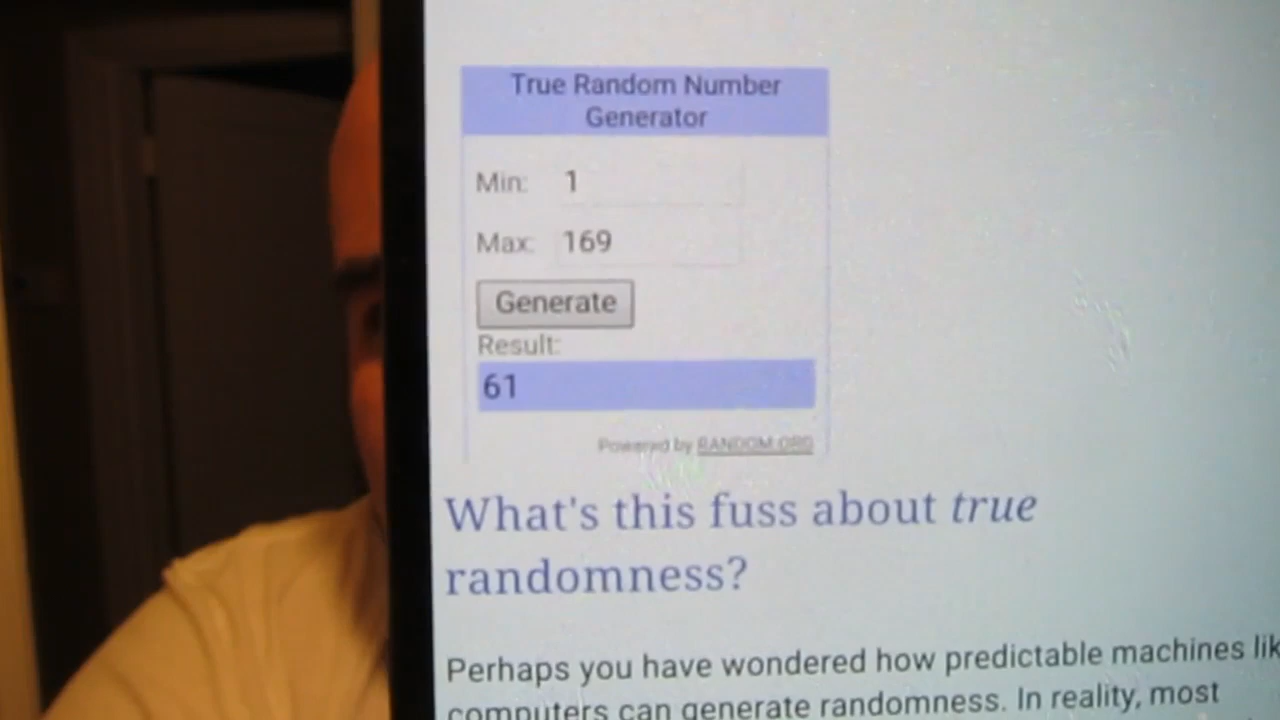 True Random Number
Generator
Min: 1
Max: 169
Generate
Result:
61
Powered by RANDOM.ORG
What's this fuss about true
randomness?
Perhaps you have wondered how predictable machines lik
computers can generate randomness. In reality, most